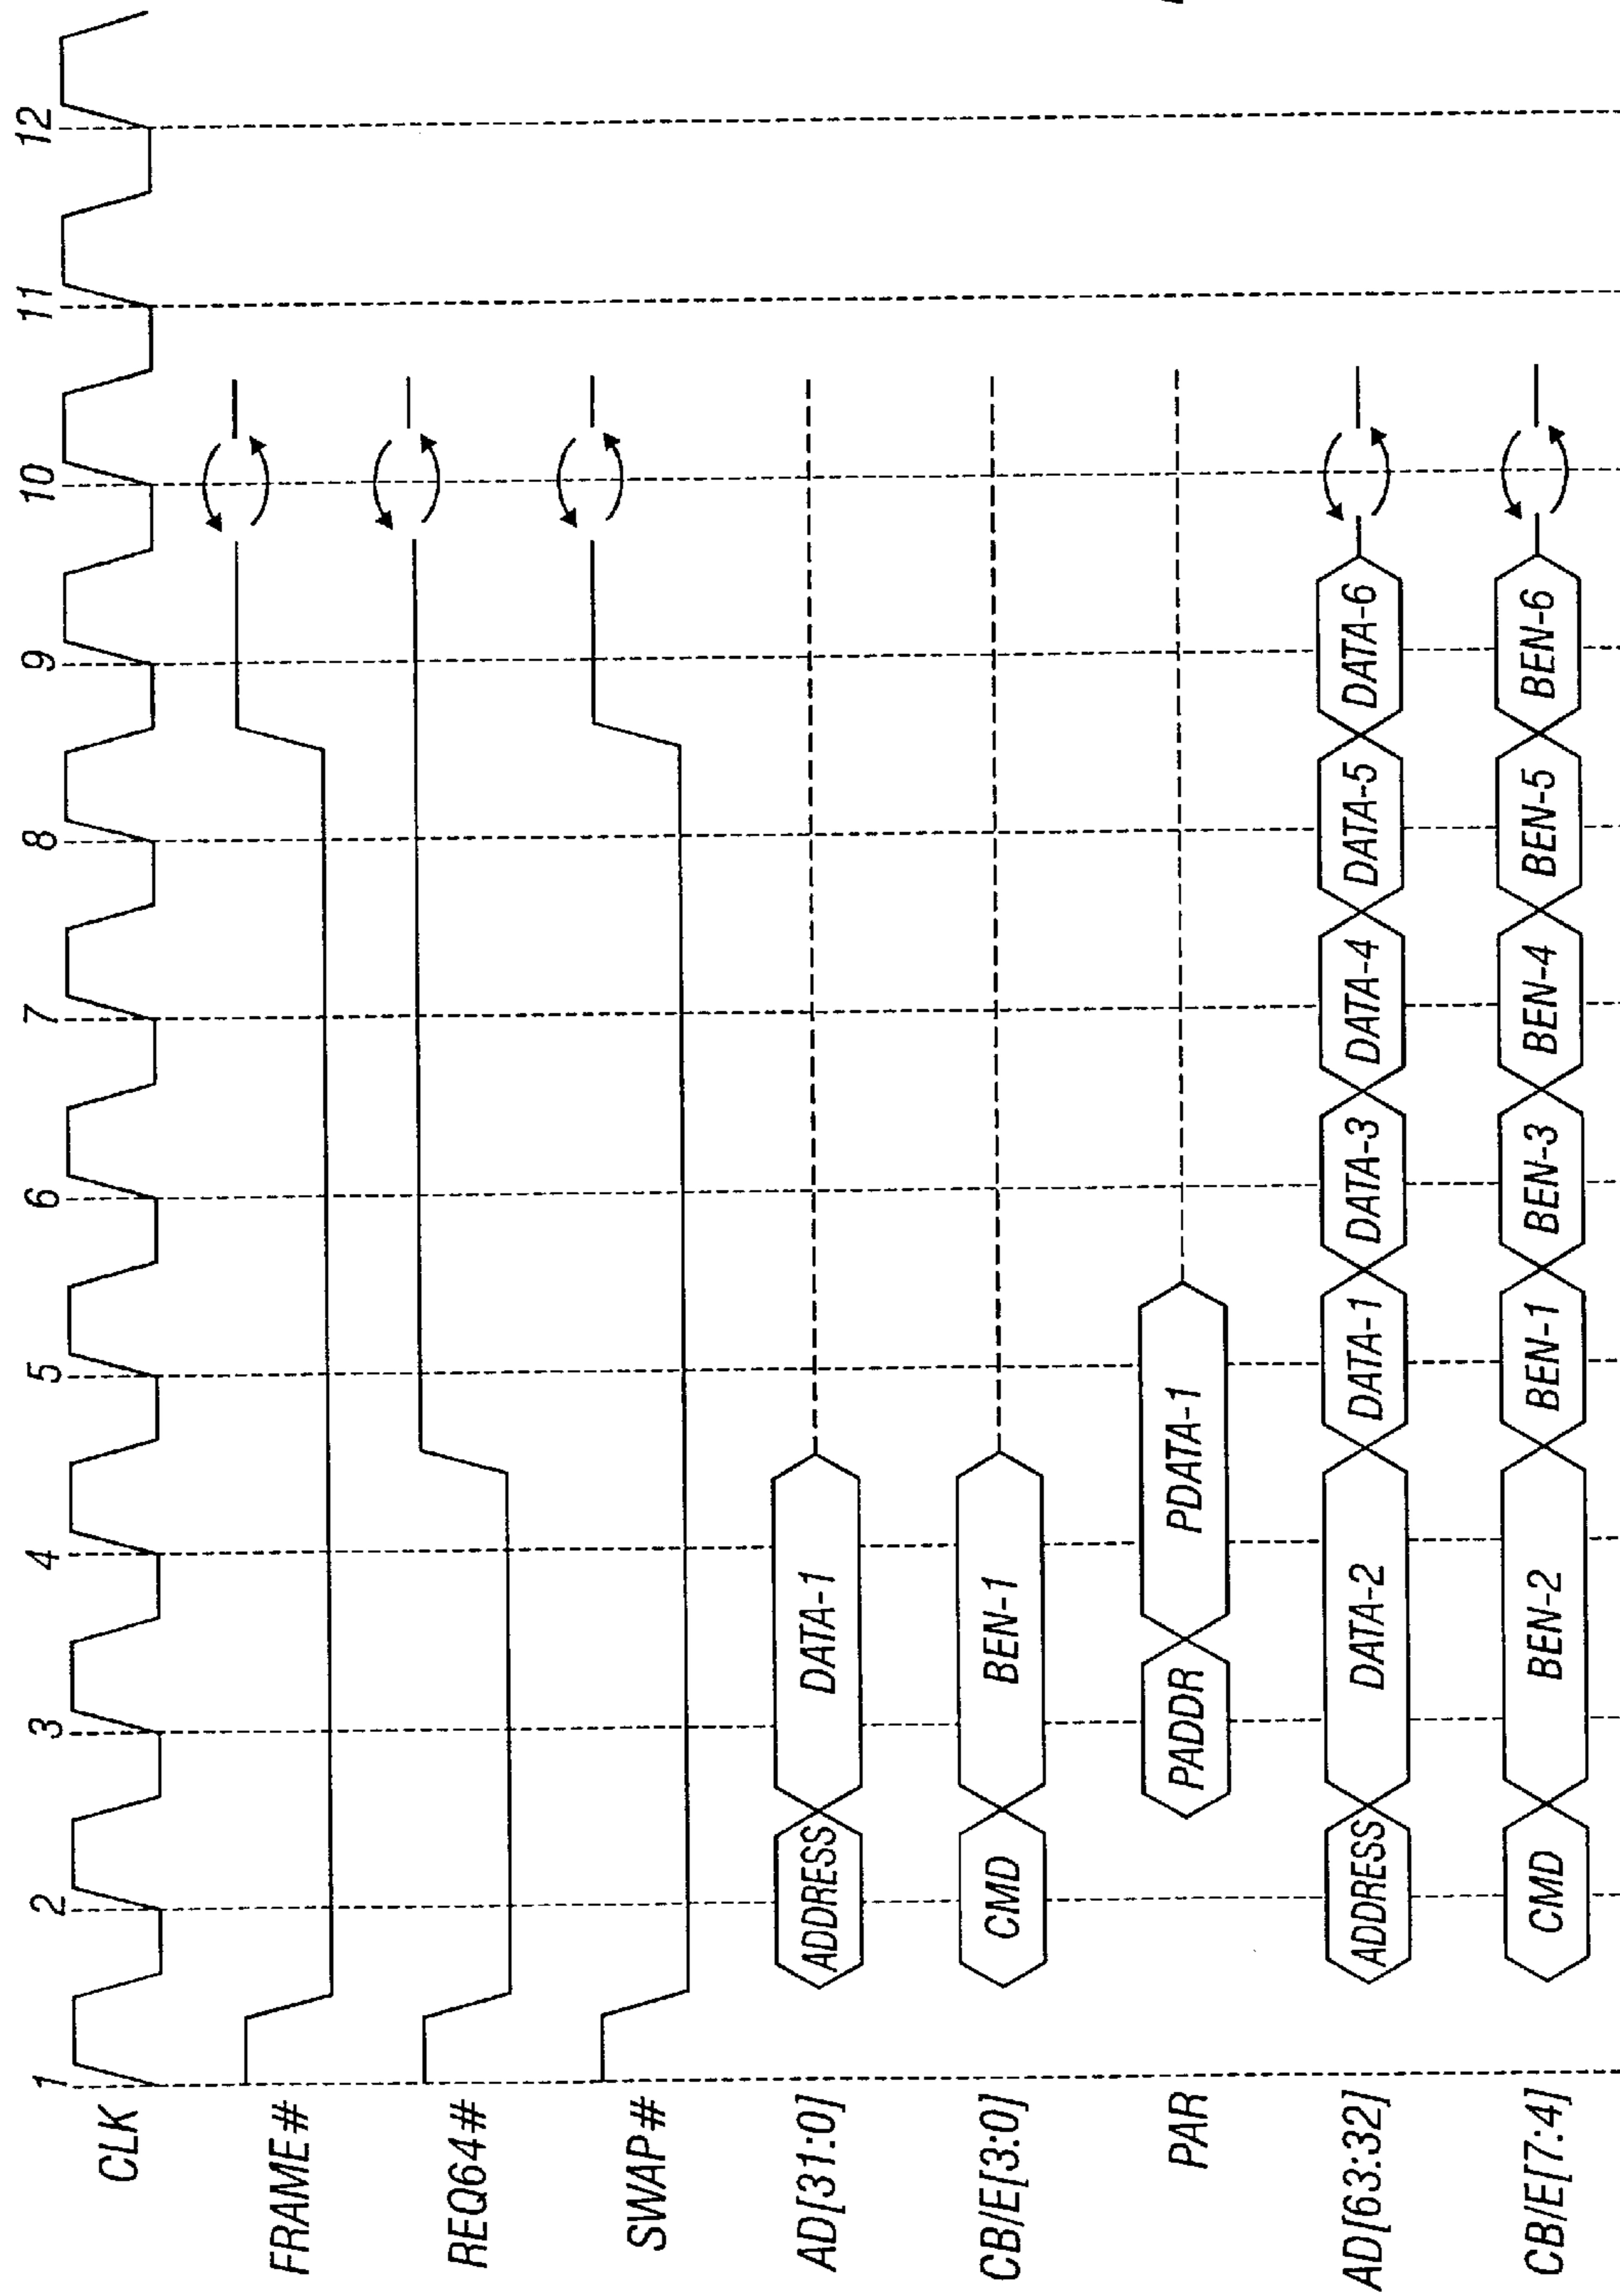 1 2 3 4 5 6 7 8 9 10 11 12
CLK
FRAME#
REQ64#
SWAP#
AD[31:0] ADDRESS DATA-1
CB/E[3:0] CMD BEN-1
PAR PADDR PDATA-1
AD[63:32] ADDRESS DATA-2 DATA-1 DATA-3 DATA-4 DATA-5 DATA-6
CB/E[7:4] CMD BEN-2 BEN-1 BEN-3 BEN-4 BEN-5 BEN-6